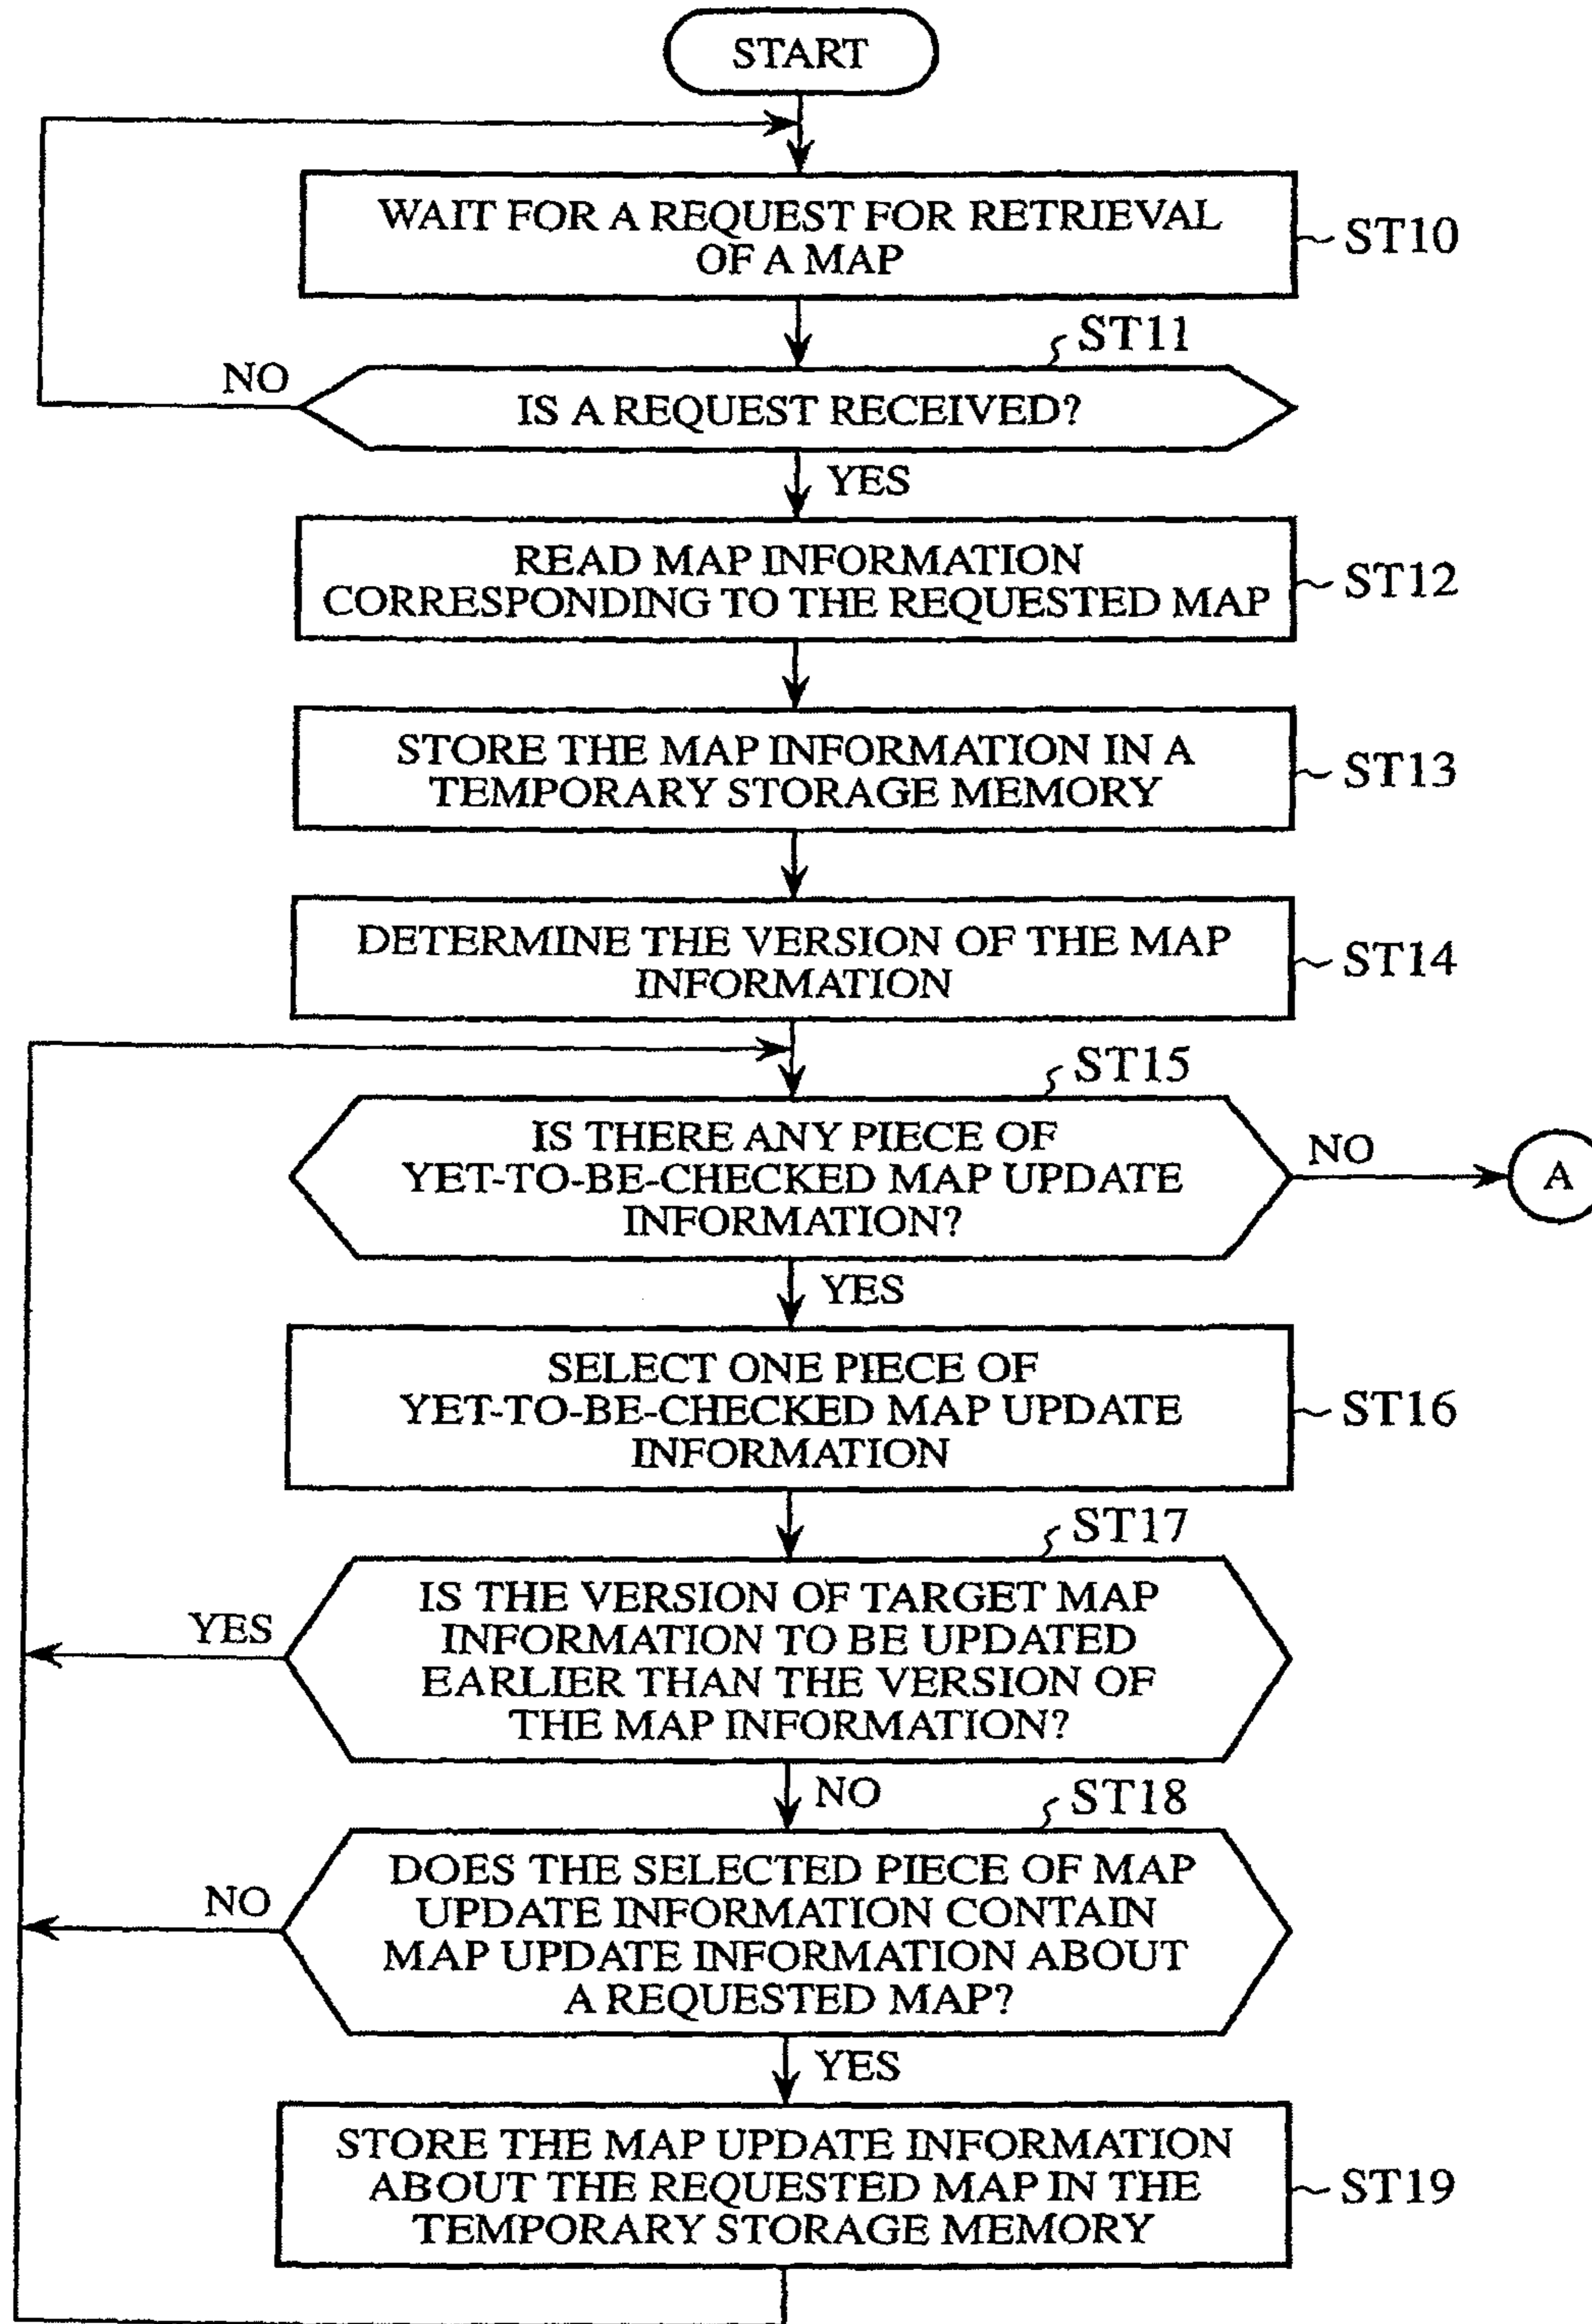 START
WAIT FOR A REQUEST FOR RETRIEVAL
OF A MAP
ST10
ST11
NO
IS A REQUEST RECEIVED?
YES
READ MAP INFORMATION
CORRESPONDING TO THE REQUESTED MAP
ST12
STORE THE MAP INFORMATION IN A
TEMPORARY STORAGE MEMORY
ST13
DETERMINE THE VERSION OF THE MAP
INFORMATION
ST14
ST15
IS THERE ANY PIECE OF
YET-TO-BE-CHECKED MAP UPDATE
INFORMATION?
NO
A
YES
SELECT ONE PIECE OF
YET-TO-BE-CHECKED MAP UPDATE
INFORMATION
ST16
ST17
IS THE VERSION OF TARGET MAP
INFORMATION TO BE UPDATED
EARLIER THAN THE VERSION OF
THE MAP INFORMATION?
YES
NO
ST18
DOES THE SELECTED PIECE OF MAP
UPDATE INFORMATION CONTAIN
MAP UPDATE INFORMATION ABOUT
A REQUESTED MAP?
NO
YES
STORE THE MAP UPDATE INFORMATION
ABOUT THE REQUESTED MAP IN THE
TEMPORARY STORAGE MEMORY
ST19